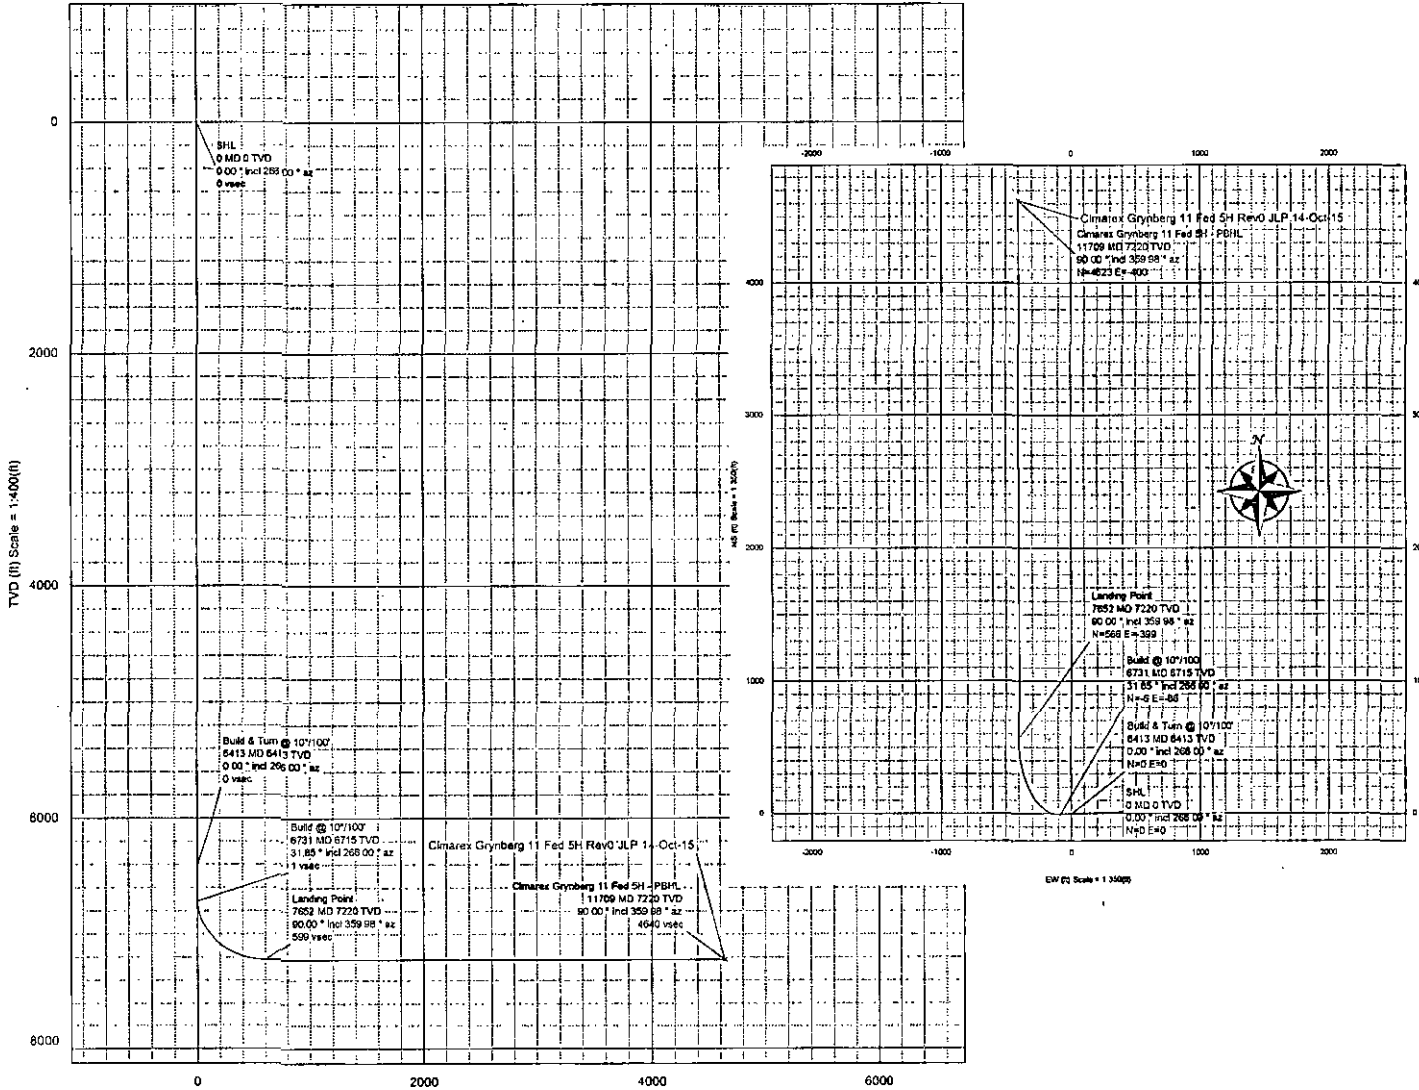 0
SHL
0 MD 0 TVD
0.00 ° incl 268.00 ° az
0 vsec
2000
TVD (ft) Scale = 1:400(ft)
4000
Build & Turn @ 10°/100'
6413 MD 6413 TVD
0.00 ° incl 268.00 ° az
0 vsec
6000
Build @ 10°/100'
6731 MD 6715 TVD
31.85 ° incl 268.00 ° az
1 vsec
Landing Point
7652 MD 7220 TVD
90.00 ° incl 359.98 ° az
599 vsec
Cimarex Grynberg 11 Fed 5H Rev0 JLP 14-Oct-15
Cimarex Grynberg 11 Fed 5H - PBHL
11709 MD 7220 TVD
90.00 ° incl 359.98 ° az
4640 vsec
8000
0 2000 4000 6000
-2000 -1000 0 1000 2000
Cimarex Grynberg 11 Fed 5H Rev0 JLP 14-Oct-15
Cimarex Grynberg 11 Fed 5H - PBHL
11709 MD 7220 TVD
90.00 ° incl 359.98 ° az
N=4623 E=-400
4000
3000
N
2000
Landing Point
7652 MD 7220 TVD
90.00 ° incl 359.98 ° az
N=566 E=-399
Build @ 10°/100'
6731 MD 6715 TVD
31.85 ° incl 268.00 ° az
1000
Build & Turn @ 10°/100'
6413 MD 6413 TVD
0.00 ° incl 268.00 ° az
N=0 E=0
SHL
0 MD 0 TVD
0.00 ° incl 268.00 ° az
N=0 E=0
0 0
-2000 -1000 0 1000 2000